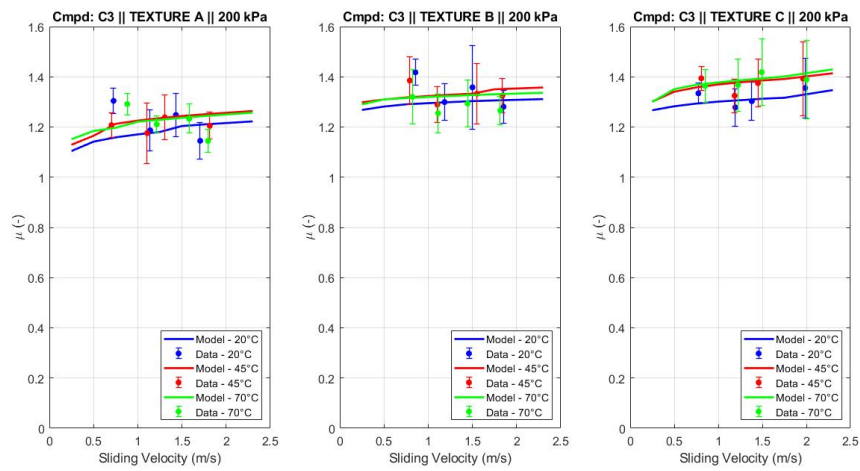 Cmpd: C3 || TEXTURE A || 200 kPa
1.6
1.4
1.2
1
0.8
0.6
0.4
0.2
0
μ (-)
0 0.5 1 1.5 2 2.5
Sliding Velocity (m/s)
Model - 20°C
Data - 20°C
Model - 45°C
Data - 45°C
Model - 70°C
Data - 70°C
Cmpd: C3 || TEXTURE B || 200 kPa
1.6
1.4
1.2
1
0.8
0.6
0.4
0.2
0
μ (-)
0 0.5 1 1.5 2 2.5
Sliding Velocity (m/s)
Model - 20°C
Data - 20°C
Model - 45°C
Data - 45°C
Model - 70°C
Data - 70°C
Cmpd: C3 || TEXTURE C || 200 kPa
1.6
1.4
1.2
1
0.8
0.6
0.4
0.2
0
μ (-)
0 0.5 1 1.5 2 2.5
Sliding Velocity (m/s)
Model - 20°C
Data - 20°C
Model - 45°C
Data - 45°C
Model - 70°C
Data - 70°C